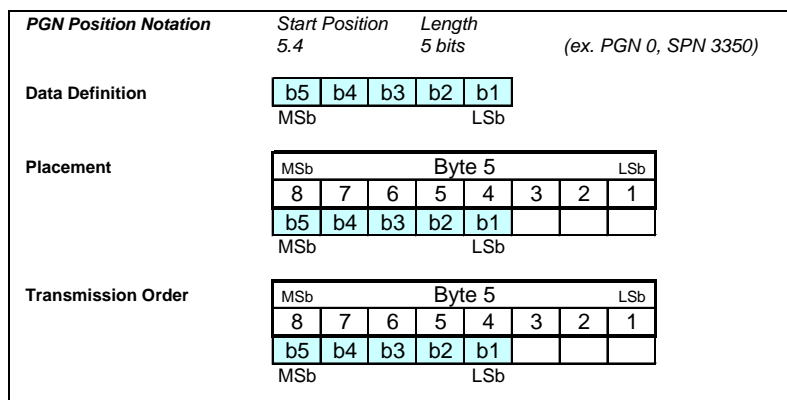 PGN Position Notation Start Position Length
5.4 5 bits (ex. PGN 0, SPN 3350)
Data Definition b5 b4 b3 b2 b1
MSb LSb
Placement MSb Byte 5 LSb
8 7 6 5 4 3 2 1
b5 b4 b3 b2 b1
MSb LSb
Transmission Order MSb Byte 5 LSb
8 7 6 5 4 3 2 1
b5 b4 b3 b2 b1
MSb LSb